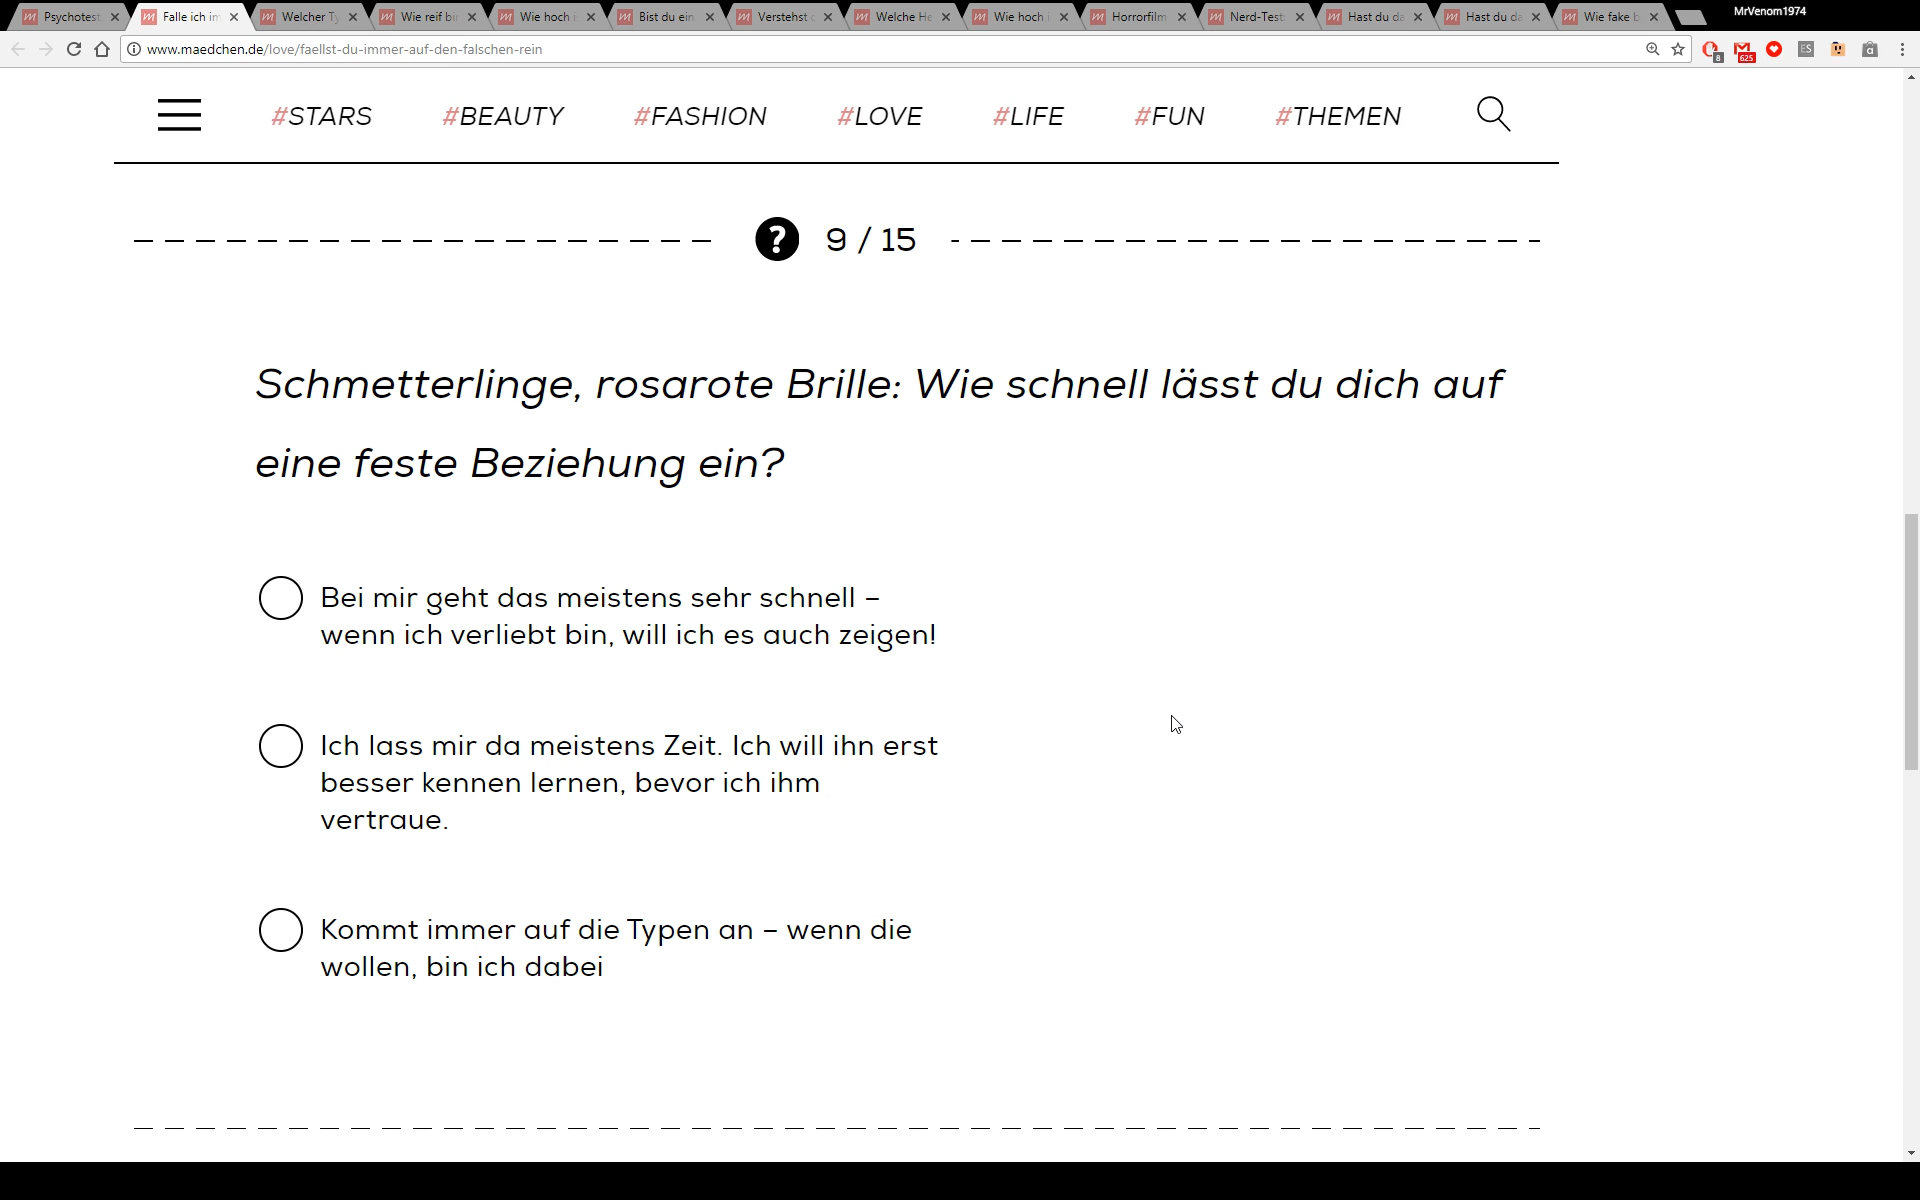 Psychotest
Falle ich im
Welcher Ty
Wie reif bin
Wie hoch
Bist du ein
Verstehst
Welche He
Wie hoch i
Horrorfilm
Nerd-Test:
Hast du da
Hast du da
Wie fake b
MrVenom1974
www.maedchen.de/love/faellst-du-immer-auf-den-falschen-rein
8
625
ES
#STARS
#BEAUTY
#FASHION
#LOVE
#LIFE
#FUN
#THEMEN
? 9 / 15
Schmetterlinge, rosarote Brille: Wie schnell lässt du dich auf
eine feste Beziehung ein?
Bei mir geht das meistens sehr schnell –
wenn ich verliebt bin, will ich es auch zeigen!
Ich lass mir da meistens Zeit. Ich will ihn erst
besser kennen lernen, bevor ich ihm
vertraue.
Kommt immer auf die Typen an – wenn die
wollen, bin ich dabei